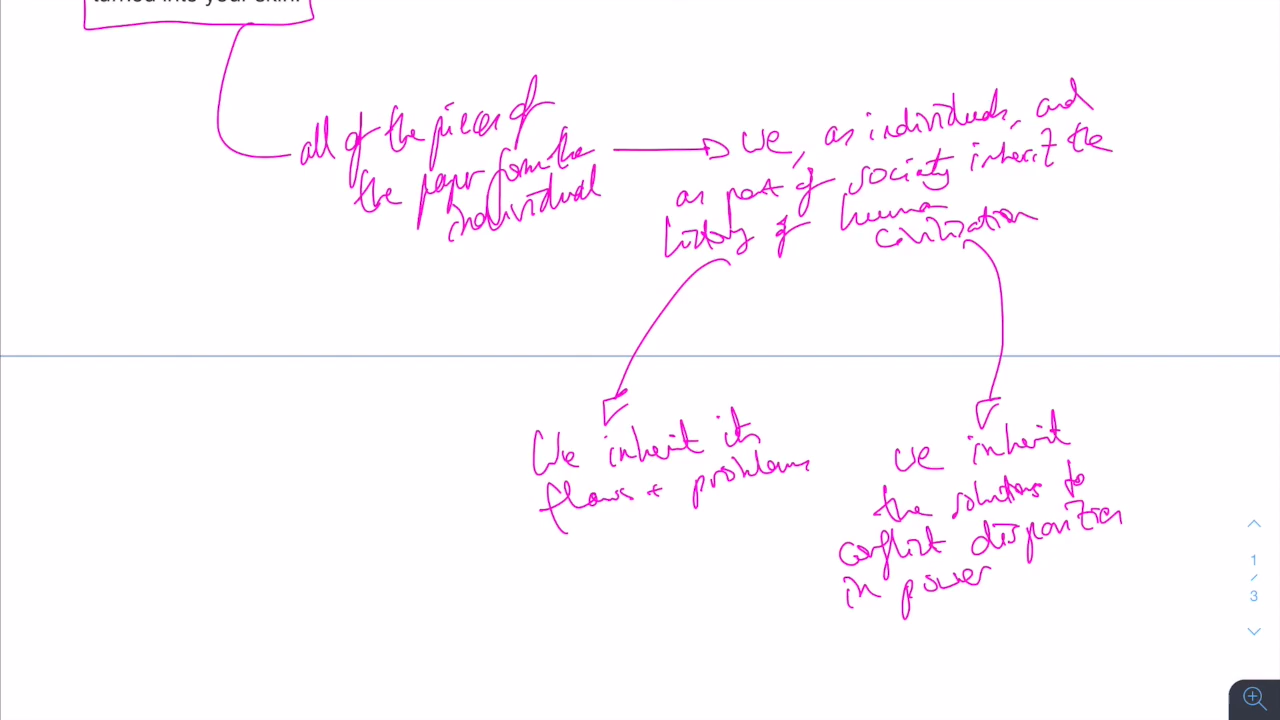 turned into your skin.
all of the pieces of
the paper from the
individual
We, as individuals, and
as part of society inherit the
history of human
civilization
We inherit its
flaws + problems
We inherit
the solutions to
conflict disparities
in power
1
/
3